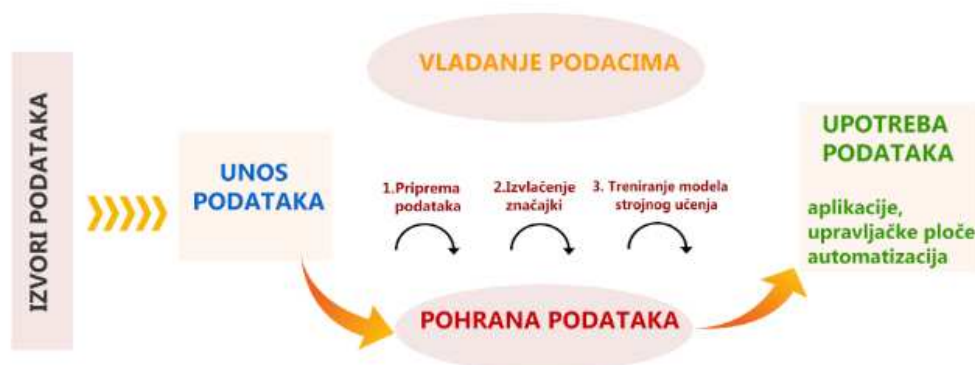 IZVORI PODATAKA
UNOS
PODATAKA
VLADANJE PODACIMA
1.Priprema
podataka
2.Izvlačenje
značajki
3. Treniranje modela
strojnog učenja
POHRANA PODATAKA
UPOTREBA
PODATAKA
aplikacije,
upravljačke ploče
automatizacija